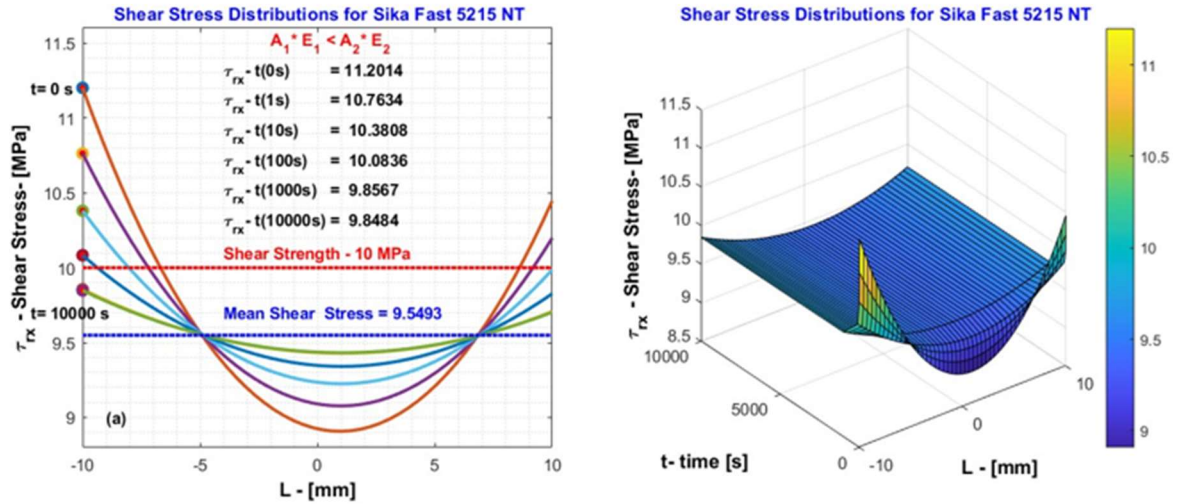 Shear Stress Distributions for Sika Fast 5215 NT
A₁* E₁ < A₂* E₂
τrx- t(0s) = 11.2014
τrx- t(1s) = 10.7634
τrx- t(10s) = 10.3808
τrx- t(100s) = 10.0836
τrx- t(1000s) = 9.8567
τrx- t(10000s) = 9.8484
Shear Strength - 10 MPa
Mean Shear Stress = 9.5493
t= 0 s
t= 10000 s
(a)
τrx - Shear Stress- [MPa]
11.5
11
10.5
10
9.5
9
-10
-5
0
5
10
L - [mm]
Shear Stress Distributions for Sika Fast 5215 NT
τrx - Shear Stress- [MPa]
11.5
11
10.5
10
9.5
9
8.5
10000
5000
0
t- time [s]
-10
0
10
L - [mm]
11
10.5
10
9.5
9